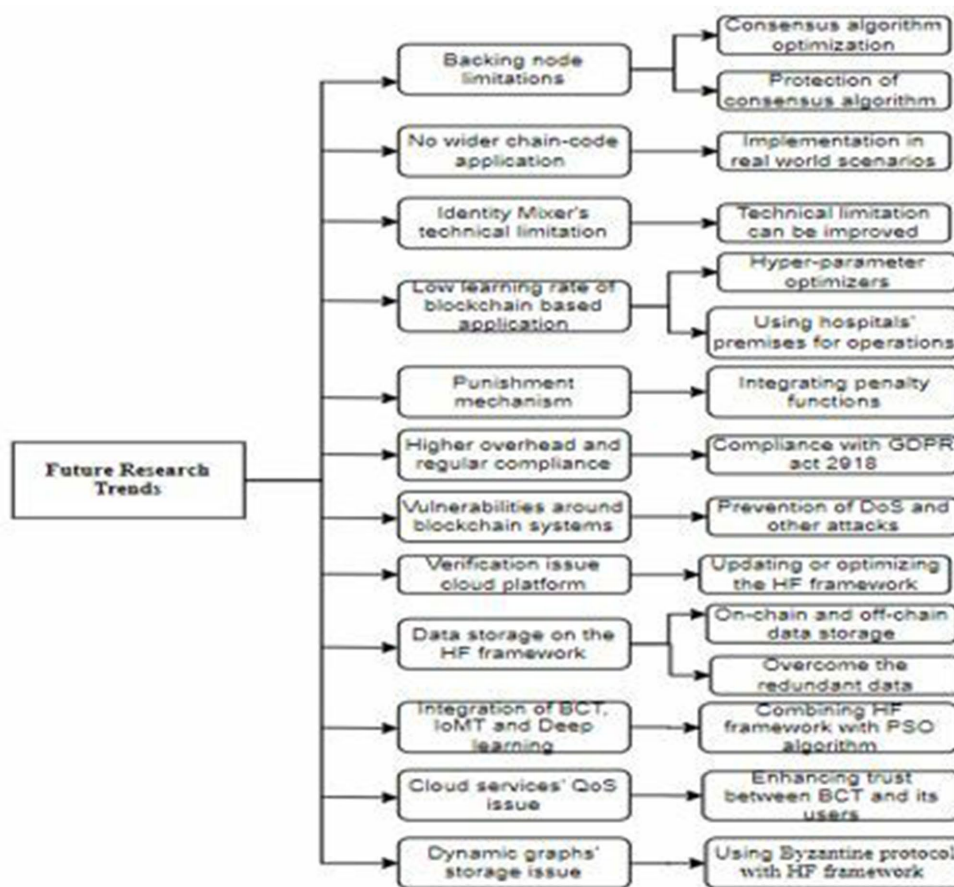 Future Research
Trends
Backing node
limitations
Consensus algorithm
optimization
Protection of
consensus algorithm
No wider chain-code
application
Implementation in
real world scenarios
Identity Mixer's
technical limitation
Technical limitation
can be improved
Low learning rate of
blockchain based
application
Hyper-parameter
optimizers
Using hospitals'
premises for operations
Punishment
mechanism
Integrating penalty
functions
Higher overhead and
regular compliance
Compliance with GDPR
act 2918
Vulnerabilities around
blockchain systems
Prevention of DoS and
other attacks
Verification issue
cloud platform
Updating or optimizing
the HF framework
Data storage on the
HF framework
On-chain and off-chain
data storage
Overcome the
redundant data
Integration of BCT,
IoMT and Deep
learning
Combining HF
framework with PSO
algorithm
Cloud services' QoS
issue
Enhancing trust
between BCT and its
users
Dynamic graphs'
storage issue
Using Byzantine protocol
with HF framework